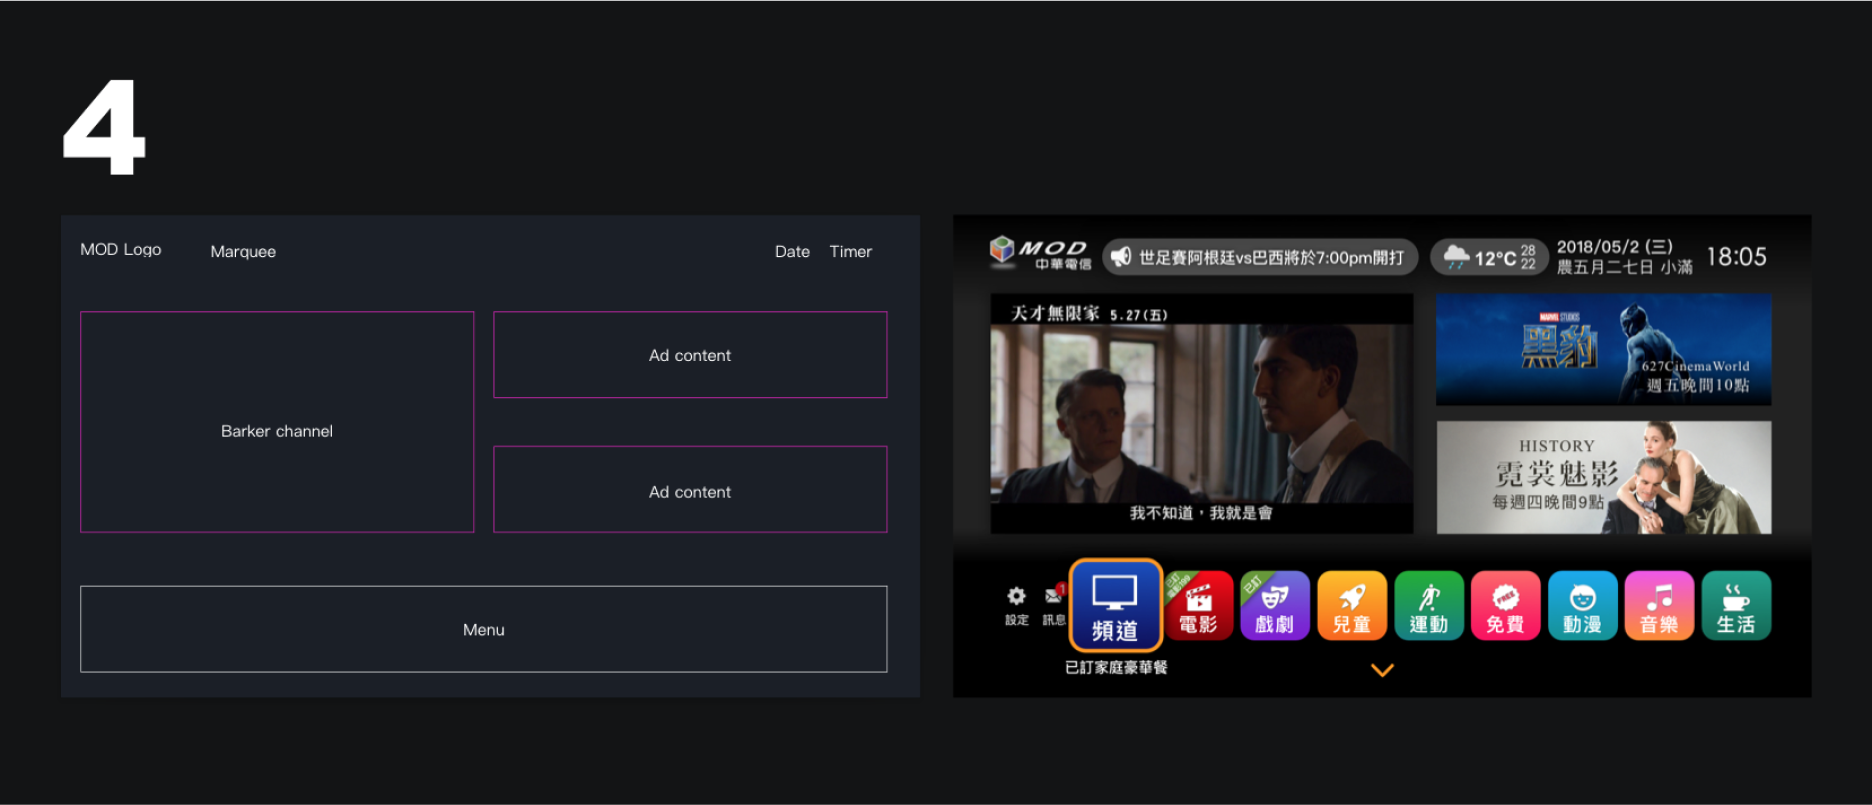 4
MOD Logo
Marquee
Date
Timer
Barker channel
Ad content
Ad content
Menu
MOD
中華電信
世足賽阿根廷vs巴西將於7:00pm開打
12°C
28
22
2018/05/2 (三)
農五月二七日 小滿
18:05
天才無限家 5.27(五)
我不知道，我就是會
MARVEL STUDIOS
黑豹
627CinemaWorld
週五晚間10點
HISTORY
霓裳魅影
每週四晚間9點
設定
訊息
1
頻道
已訂
電影
已訂
戲劇
兒童
運動
FREE
免費
動漫
音樂
生活
已訂家庭豪華餐